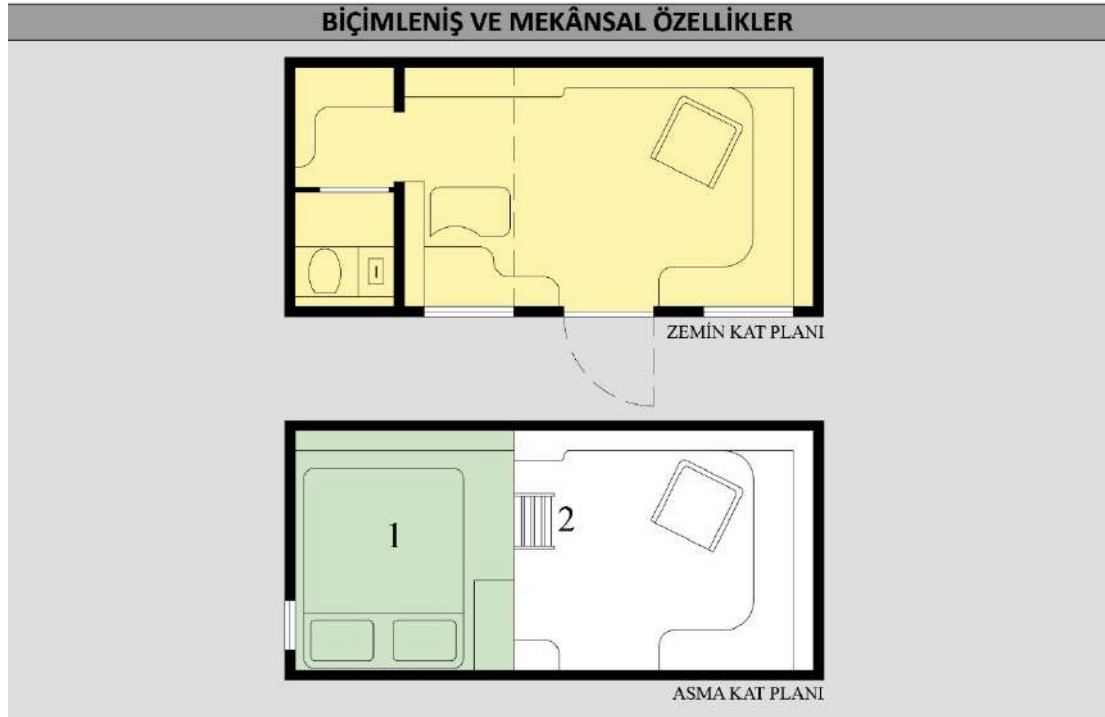 BİÇİMLENİŞ VE MEKÂNSAL ÖZELLİKLER
ZEMİN KAT PLANI
1
2
ASMA KAT PLANI